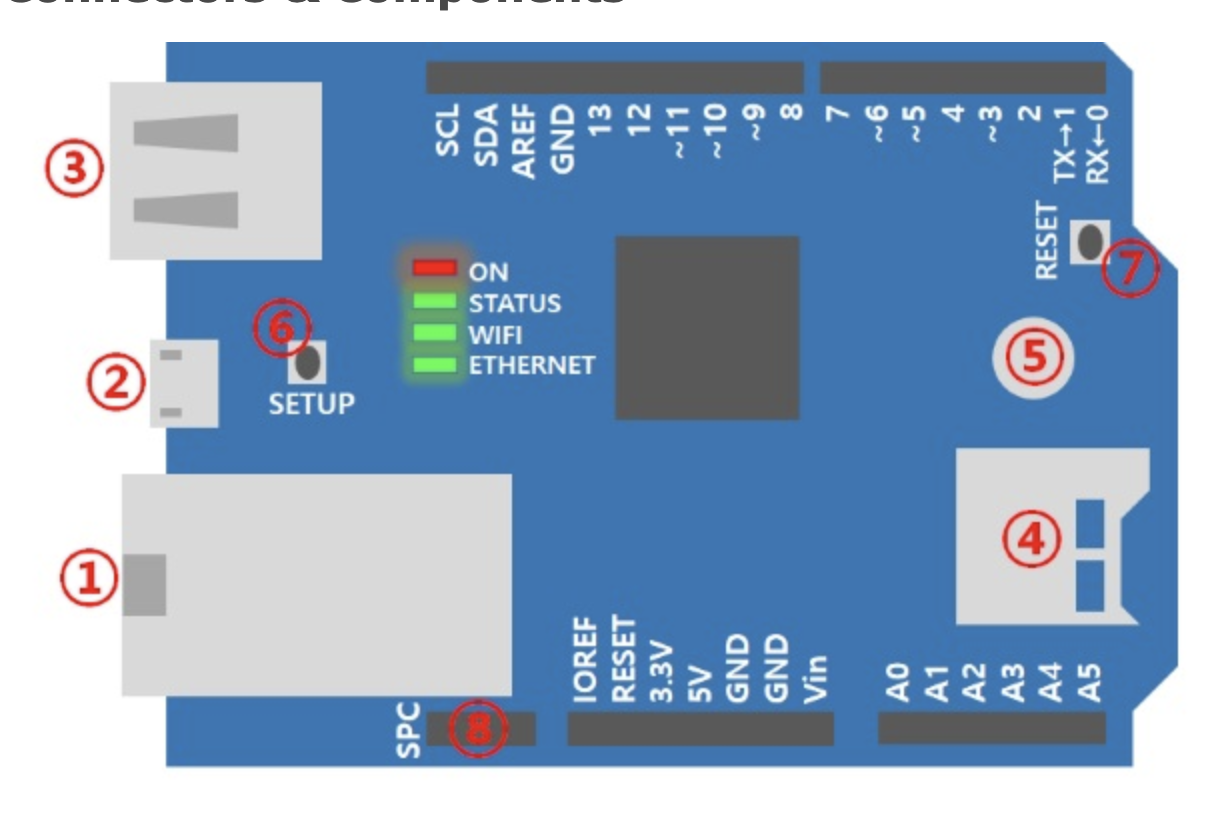 Connectors & Components
SCL
SDA
AREF
GND
13
12
~11
~10
~9
8
7
~6
~5
4
~3
2
TX→1
RX←0
③
RESET
⑦
ON
STATUS
WIFI
ETHERNET
⑥
SETUP
②
⑤
④
①
IOREF
RESET
3.3V
5V
GND
GND
Vin
A0
A1
A2
A3
A4
A5
SPC
⑧